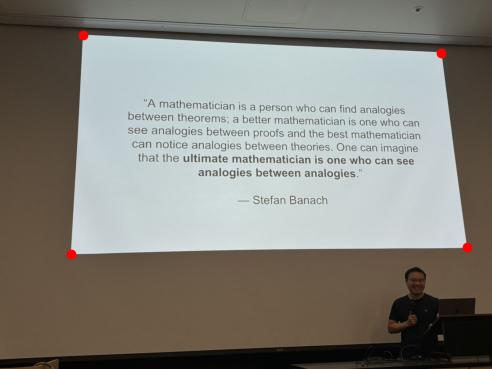 "A mathematician is a person who can find analogies
between theorems; a better mathematician is one who can
see analogies between proofs and the best mathematician
can notice analogies between theories. One can imagine
that the ultimate mathematician is one who can see
analogies between analogies."
— Stefan Banach